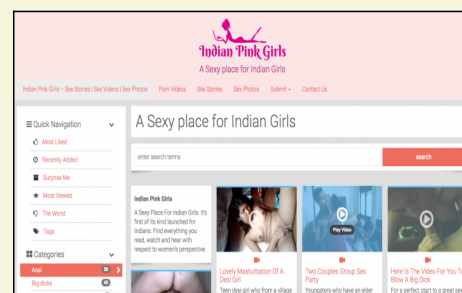 Indian Pink Girls
A Sexy place for Indian Girls
Indian Pink Girls – Sex Stories | Sex Videos | Sex Photos Porn Videos Sex Stories Sex Photos Submit Contact Us
Quick Navigation
Most Liked
Recently Added
Surprise Me
Most Viewed
The Worst
Tags
Categories
Anal
Big dicks
A Sexy place for Indian Girls
enter search terms
search
Indian Pink Girls
A Sexy Place For Indian Girls. It's
first of its kind launched for
Indians. Find everything you
read, watch and hear with
respect to women's perspective.
Lovely Masturbation Of A
Desi Girl
Teen desi girl who from a village
Play Video
Two Couples Group Sex
Party
Youngsters who have an elder
Here Is The Video For You T
Blow A Big Dick
For a perfect start to a great sex